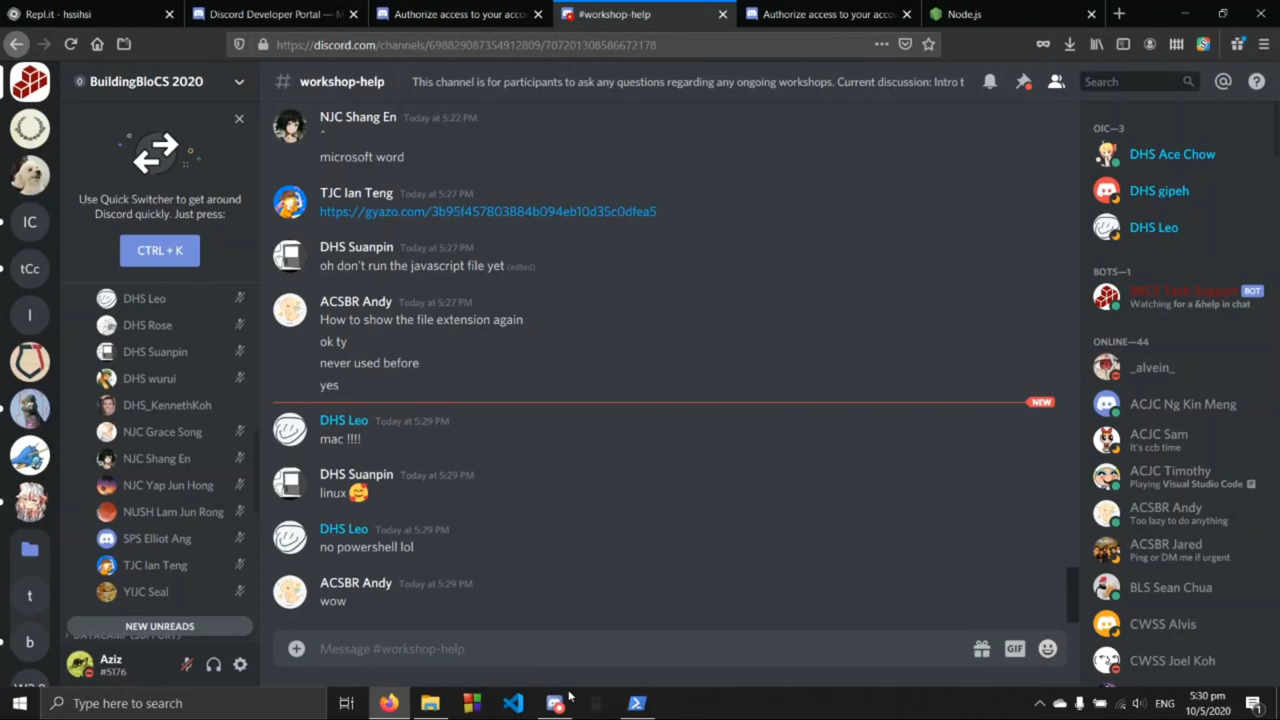 Repl.it - hssihsi
Discord Developer Portal — M
Authorize access to your acco
#workshop-help
Authorize access to your acco
Node.js
https://discord.com/channels/698829087354912809/707201308586672178
BuildingBloCS 2020
# workshop-help
This channel is for participants to ask any questions regarding any ongoing workshops. Current discussion: Intro t
Search
Use Quick Switcher to get around
Discord quickly. Just press:
CTRL + K
DHS Leo
DHS Rose
DHS Suanpin
DHS wurui
DHS_KennethKoh
NJC Grace Song
NJC Shang En
NJC Yap Jun Hong
NUSH Lam Jun Rong
SPS Elliot Ang
TJC Ian Teng
YIJC Seal
NEW UNREADS
Aziz
#5176
IC
tCc
I
t
b
NJC Shang En Today at 5:22 PM
^
microsoft word
TJC Ian Teng Today at 5:27 PM
https://gyazo.com/3b95f457803884b094eb10d35c0dfea5
DHS Suanpin Today at 5:27 PM
oh don't run the javascript file yet (edited)
ACSBR Andy Today at 5:27 PM
How to show the file extension again
ok ty
never used before
yes
NEW
DHS Leo Today at 5:29 PM
mac !!!!
DHS Suanpin Today at 5:29 PM
linux 🥰
DHS Leo Today at 5:29 PM
no powershell lol
ACSBR Andy Today at 5:29 PM
wow
Message #workshop-help
GIF
OIC—3
DHS Ace Chow
DHS gipeh
DHS Leo
BOTS—1
BBCS Tech Support BOT
Watching for a &help in chat
ONLINE—44
_alvein_
ACJC Ng Kin Meng
ACJC Sam
It's ccb time
ACJC Timothy
Playing Visual Studio Code
ACSBR Andy
Too lazy to do anything
ACSBR Jared
Ping or DM me if urgent
BLS Sean Chua
CWSS Alvis
CWSS Joel Koh
Type here to search
ENG
5:30 pm
10/5/2020